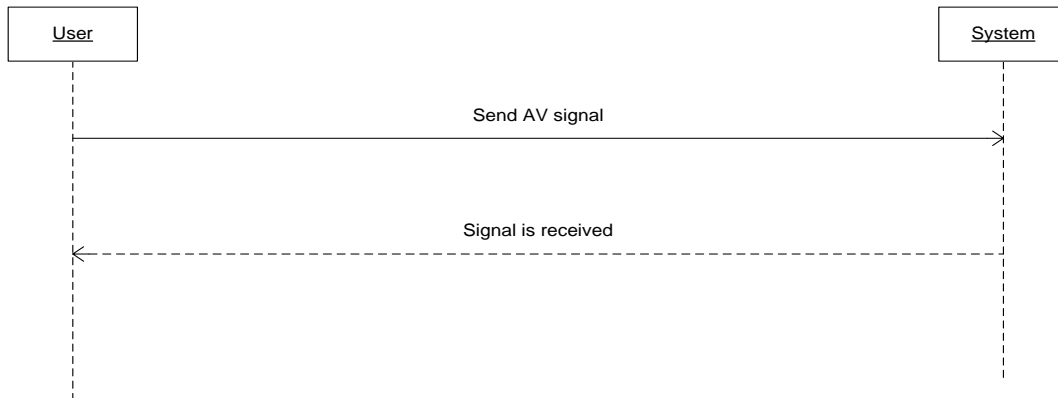 User
System
Send AV signal
Signal is received